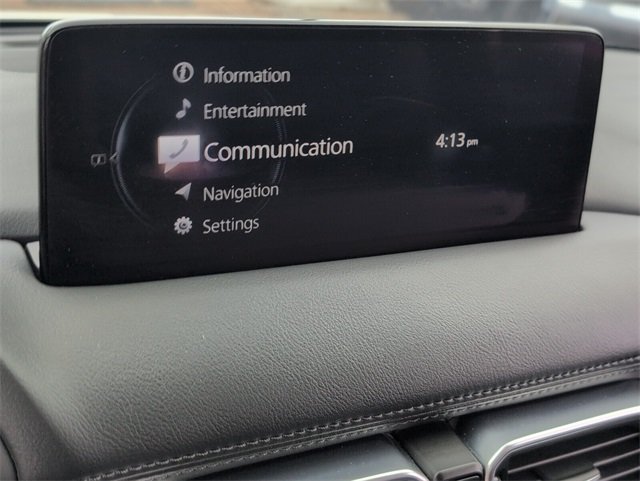 Information
Entertainment
Communication
4:13 pm
Navigation
Settings